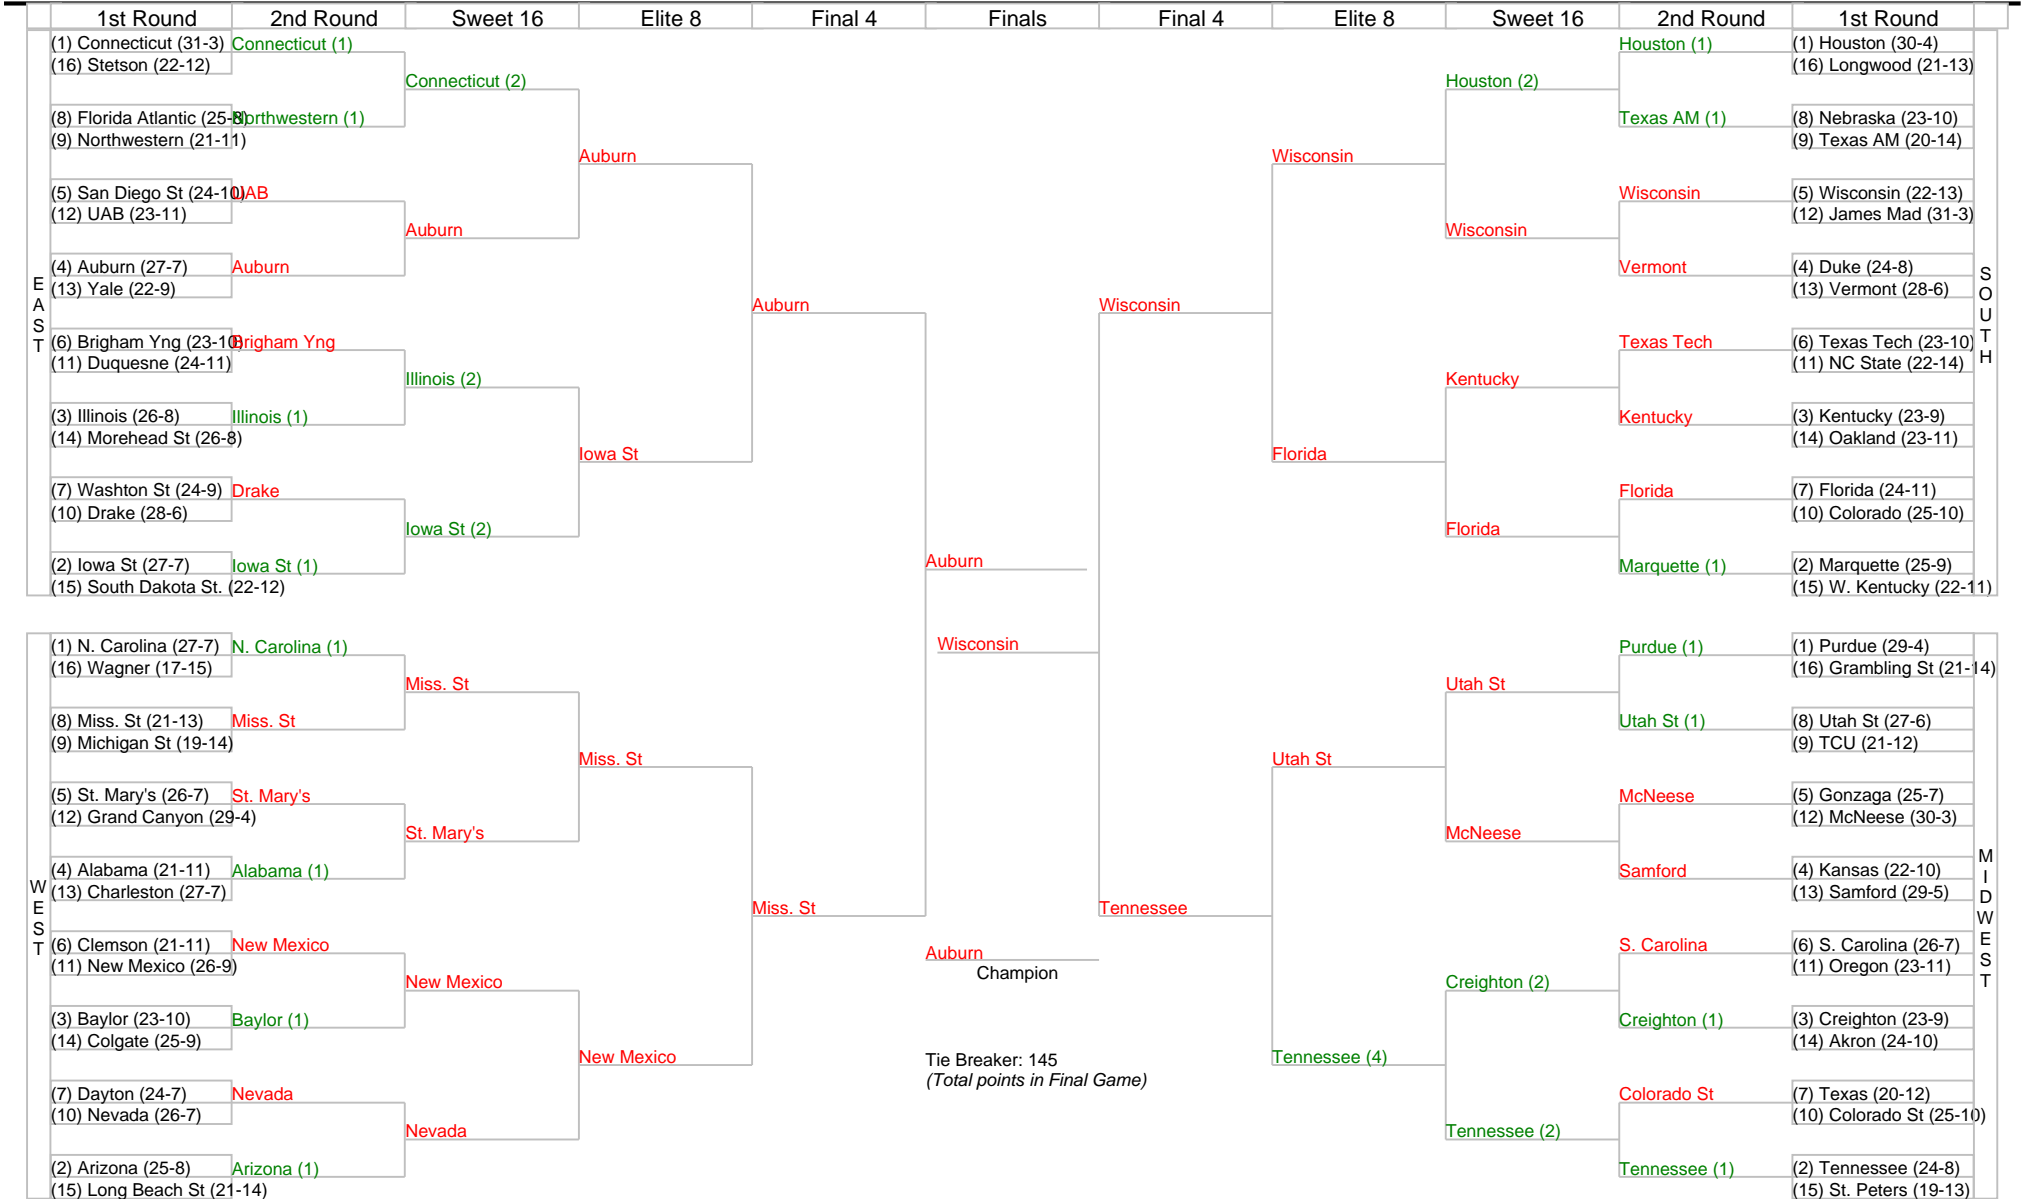 1st Round 2nd Round Sweet 16 Elite 8 Final 4 Finals Final 4 Elite 8 Sweet 16 2nd Round 1st Round
EAST
(1) Connecticut (31-3)
(16) Stetson (22-12)
(8) Florida Atlantic (25-8)
(9) Northwestern (21-11)
(5) San Diego St (24-10)
(12) UAB (23-11)
(4) Auburn (27-7)
(13) Yale (22-9)
(6) Brigham Yng (23-10)
(11) Duquesne (24-11)
(3) Illinois (26-8)
(14) Morehead St (26-8)
(7) Washton St (24-9)
(10) Drake (28-6)
(2) Iowa St (27-7)
(15) South Dakota St. (22-12)
Connecticut (1)
Northwestern (1)
UAB
Auburn
Brigham Yng
Illinois (1)
Drake
Iowa St (1)
Connecticut (2)
Auburn
Illinois (2)
Iowa St (2)
Auburn
Iowa St
Auburn
WEST
(1) N. Carolina (27-7)
(16) Wagner (17-15)
(8) Miss. St (21-13)
(9) Michigan St (19-14)
(5) St. Mary's (26-7)
(12) Grand Canyon (29-4)
(4) Alabama (21-11)
(13) Charleston (27-7)
(6) Clemson (21-11)
(11) New Mexico (26-9)
(3) Baylor (23-10)
(14) Colgate (25-9)
(7) Dayton (24-7)
(10) Nevada (26-7)
(2) Arizona (25-8)
(15) Long Beach St (21-14)
N. Carolina (1)
Miss. St
St. Mary's
Alabama (1)
New Mexico
Baylor (1)
Nevada
Arizona (1)
Miss. St
St. Mary's
New Mexico
Nevada
Miss. St
New Mexico
Miss. St
Auburn
Wisconsin
Auburn
Champion
Tie Breaker: 145
(Total points in Final Game)
Wisconsin
Wisconsin
Florida
Houston (2)
Wisconsin
Kentucky
Florida
Houston (1)
Texas AM (1)
Wisconsin
Vermont
Texas Tech
Kentucky
Florida
Marquette (1)
(1) Houston (30-4)
(16) Longwood (21-13)
(8) Nebraska (23-10)
(9) Texas AM (20-14)
(5) Wisconsin (22-13)
(12) James Mad (31-3)
(4) Duke (24-8)
(13) Vermont (28-6)
(6) Texas Tech (23-10)
(11) NC State (22-14)
(3) Kentucky (23-9)
(14) Oakland (23-11)
(7) Florida (24-11)
(10) Colorado (25-10)
(2) Marquette (25-9)
(15) W. Kentucky (22-11)
SOUTH
Tennessee
Utah St
Tennessee (4)
Utah St
McNeese
Creighton (2)
Tennessee (2)
Purdue (1)
Utah St (1)
McNeese
Samford
S. Carolina
Creighton (1)
Colorado St
Tennessee (1)
(1) Purdue (29-4)
(16) Grambling St (21-14)
(8) Utah St (27-6)
(9) TCU (21-12)
(5) Gonzaga (25-7)
(12) McNeese (30-3)
(4) Kansas (22-10)
(13) Samford (29-5)
(6) S. Carolina (26-7)
(11) Oregon (23-11)
(3) Creighton (23-9)
(14) Akron (24-10)
(7) Texas (20-12)
(10) Colorado St (25-10)
(2) Tennessee (24-8)
(15) St. Peters (19-13)
MIDWEST